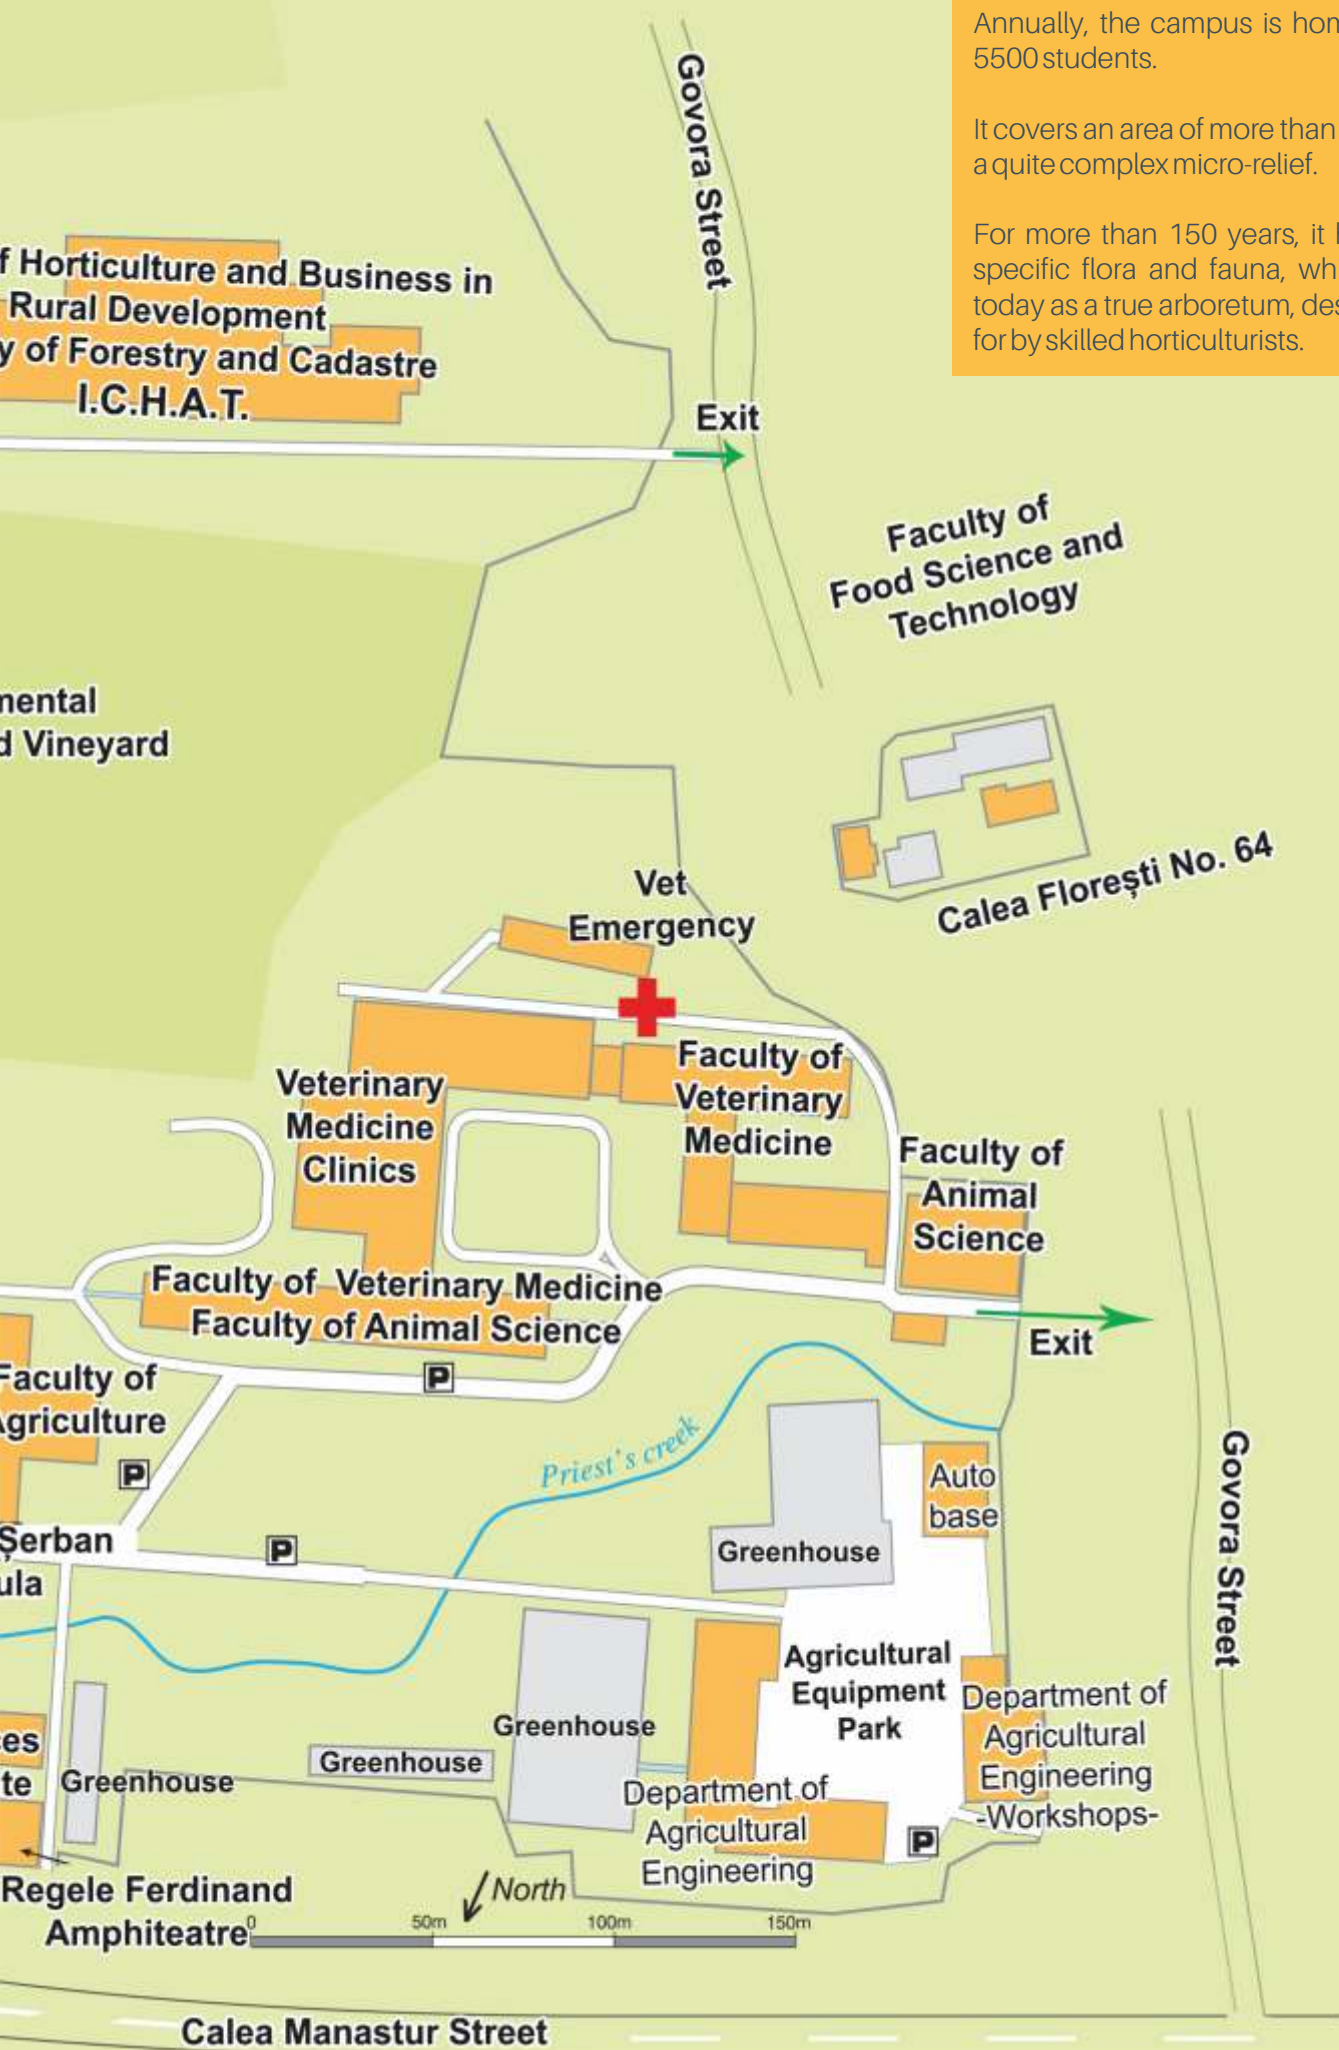 Annually, the campus is hom
5500 students.
It covers an area of more than
a quite complex micro-relief.
For more than 150 years, it
specific flora and fauna, whi
today as a true arboretum, des
for by skilled horticulturists.
Govora Street
f Horticulture and Business in
Rural Development
y of Forestry and Cadastre
I.C.H.A.T.
Exit
Faculty of
Food Science and
Technology
mental
d Vineyard
Calea Florești No. 64
Vet
Emergency
Veterinary
Medicine
Clinics
Faculty of
Veterinary
Medicine
Faculty of
Animal
Science
Faculty of Veterinary Medicine
Faculty of Animal Science
Exit
P
Faculty of
Agriculture
P
Priest's creek
Auto
base
Govora Street
Șerban
ula
P
Greenhouse
Agricultural
Equipment
Park
Department of
Agricultural
Engineering
-Workshops-
Greenhouse
Greenhouse
ces
te
Greenhouse
Department of
Agricultural
Engineering
P
Regele Ferdinand
Amphiteatre
North
0 50m 100m 150m
Calea Manastur Street